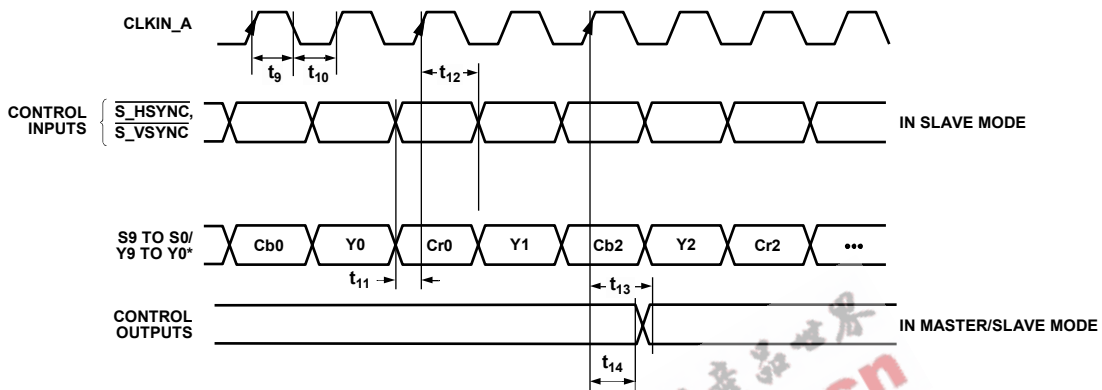 CLKIN_A
t9
t10
t12
CONTROL INPUTS
S_HSYNC,
S_VSYNC
IN SLAVE MODE
S9 TO S0/
Y9 TO Y0*
Cb0
Y0
Cr0
Y1
Cb2
Y2
Cr2
•••
t11
t13
CONTROL
OUTPUTS
IN MASTER/SLAVE MODE
t14